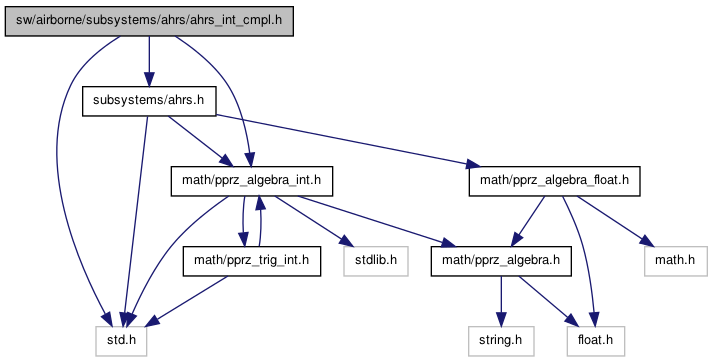 sw/airborne/subsystems/ahrs/ahrs_int_cmpl.h
subsystems/ahrs.h
math/pprz_algebra_int.h
math/pprz_algebra_float.h
math/pprz_trig_int.h
stdlib.h
math/pprz_algebra.h
math.h
std.h
string.h
float.h